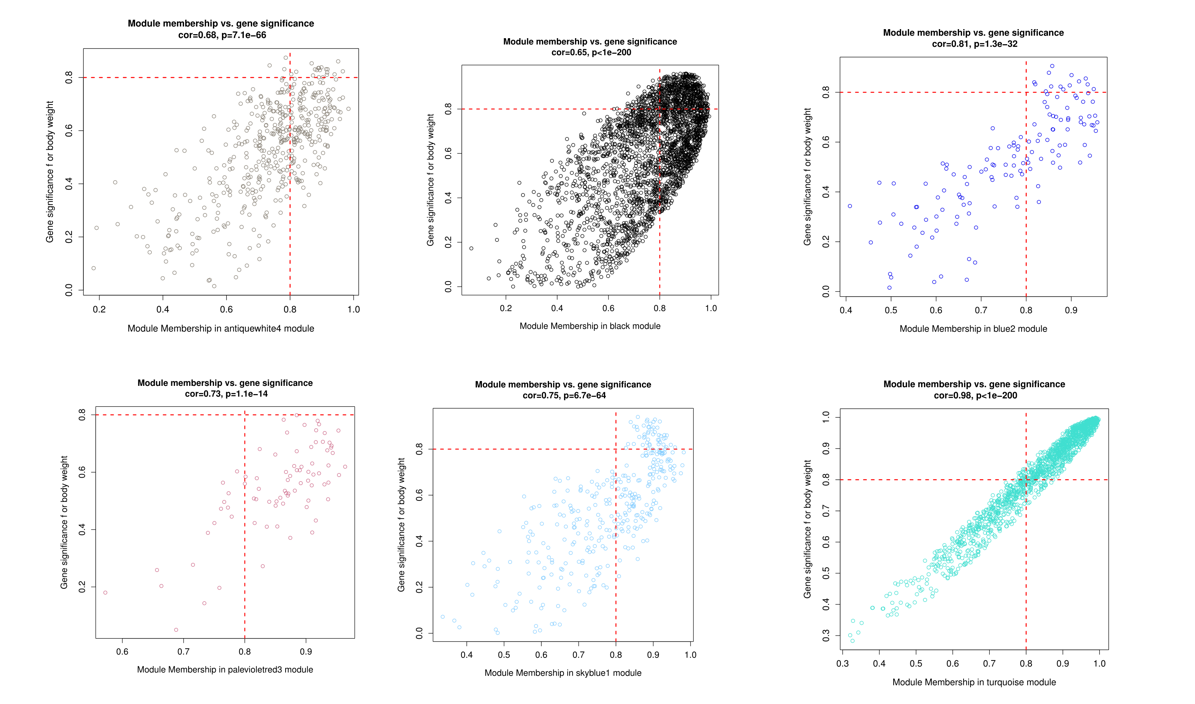 Module membership vs. gene significance
cor=0.68, p=7.1e−66
Gene significance f or body weight
0.0 0.2 0.4 0.6 0.8
0.2 0.4 0.6 0.8 1.0
Module Membership in antiquewhite4 module
Module membership vs. gene significance
cor=0.65, p<1e−200
Gene significance f or body weight
0.0 0.2 0.4 0.6 0.8
0.2 0.4 0.6 0.8 1.0
Module Membership in black module
Module membership vs. gene significance
cor=0.81, p=1.3e−32
Gene significance f or body weight
0.0 0.2 0.4 0.6 0.8
0.4 0.5 0.6 0.7 0.8 0.9
Module Membership in blue2 module
Module membership vs. gene significance
cor=0.73, p=1.1e−14
Gene significance f or body weight
0.2 0.4 0.6 0.8
0.6 0.7 0.8 0.9
Module Membership in palevioletred3 module
Module membership vs. gene significance
cor=0.75, p=6.7e−64
Gene significance f or body weight
0.0 0.2 0.4 0.6 0.8
0.4 0.5 0.6 0.7 0.8 0.9 1.0
Module Membership in skyblue1 module
Module membership vs. gene significance
cor=0.98, p<1e−200
Gene significance f or body weight
0.3 0.4 0.5 0.6 0.7 0.8 0.9 1.0
0.3 0.4 0.5 0.6 0.7 0.8 0.9 1.0
Module Membership in turquoise module